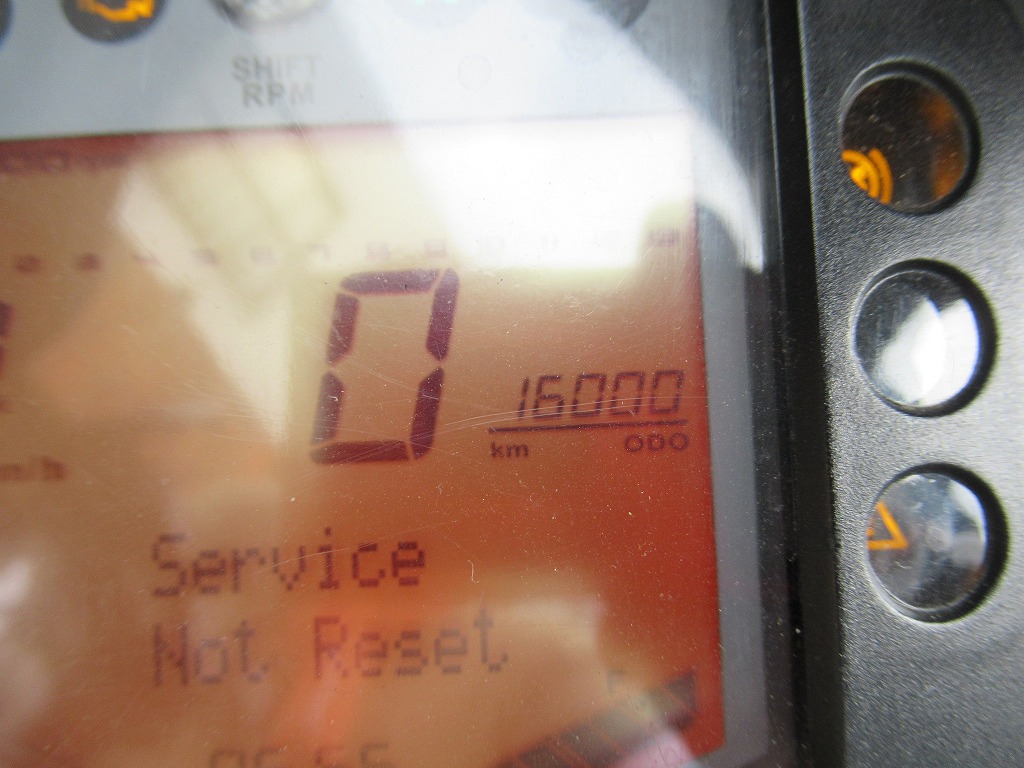 SHIFT
RPM
0
16000
km ODO
Service
Not Reset